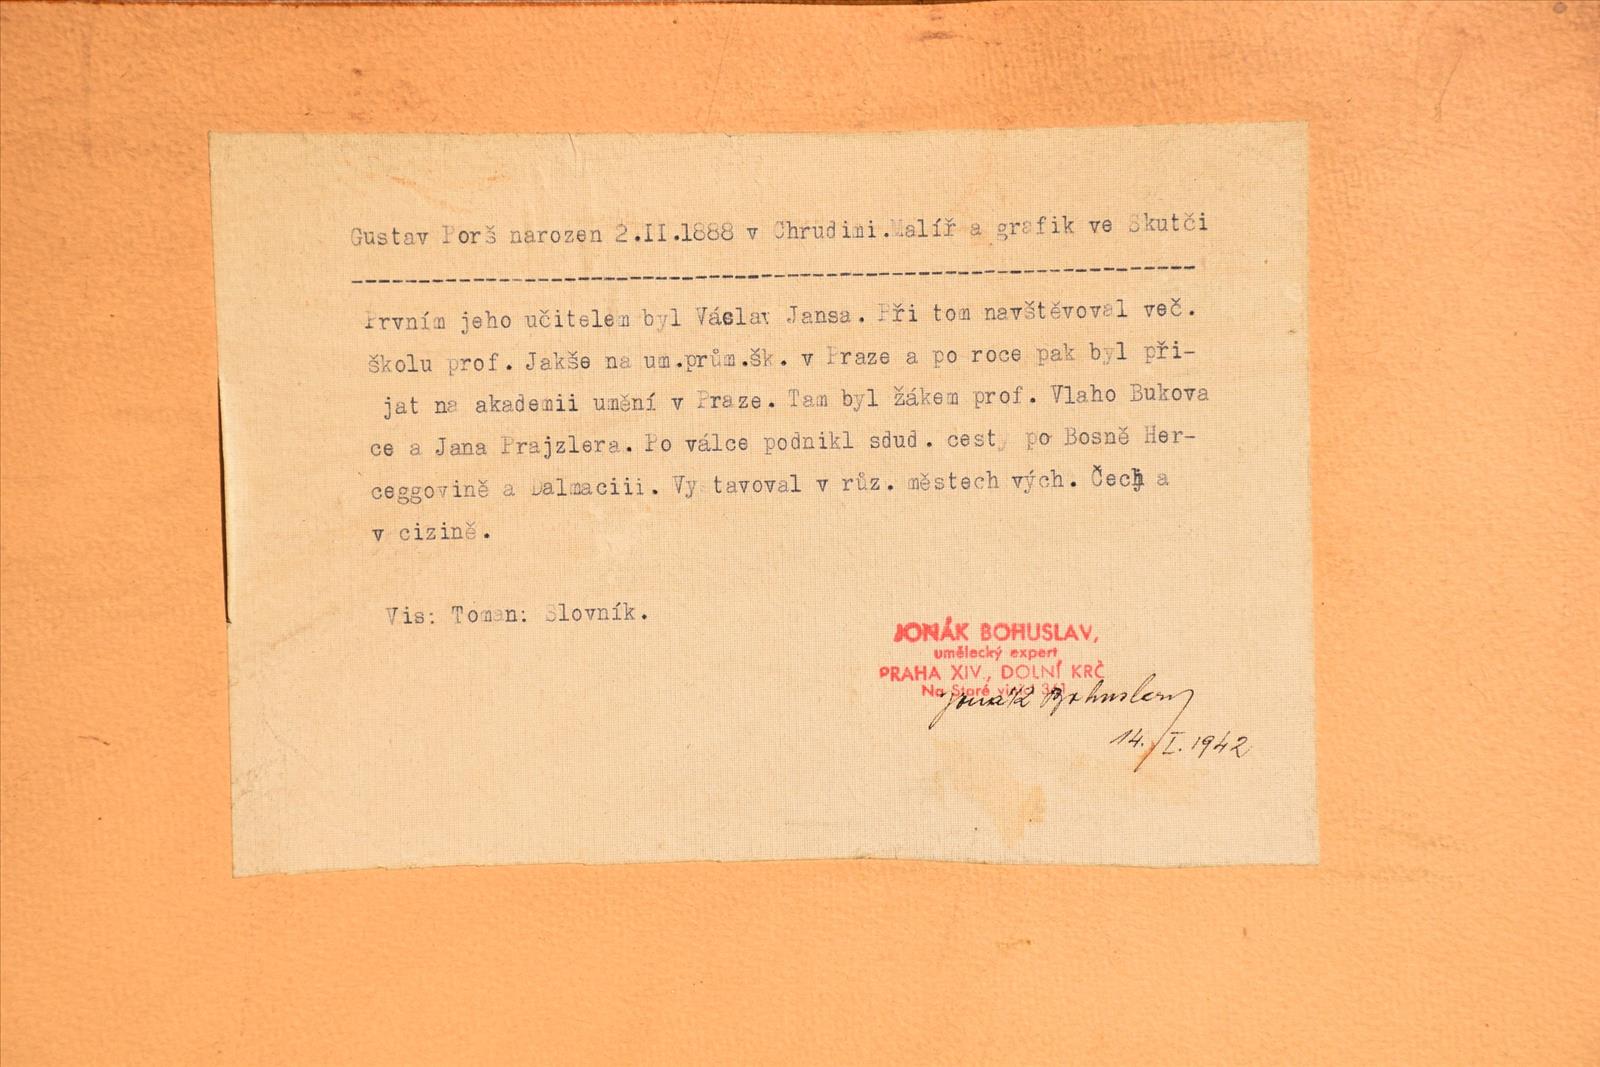 Gustav Porš narozen 2.II.1888 v Chrudimi.Malíř a grafik ve Skutči
-----------------------------------------------------------------
Prvním jeho učitelem byl Václav Jansa. Při tom navštěvoval več.
školu prof. Jakše na um.prům.šk. v Praze a po roce pak byl při-
jat na akademii umění v Praze. Tam byl žákem prof. Vlaho Bukova
ce a Jana Prajzlera. Po válce podnikl sdud. cesty po Bosně Her-
ceggovině a Dalmaciii. Vystavoval v růz. městech vých. Čech a
v cizině.
Vis: Toman: Slovník.
JONÁK BOHUSLAV,
umělecký expert
PRAHA XIV., DOLNÍ KRČ
Na Staré
Jonák Bohuslav
14./I. 1942